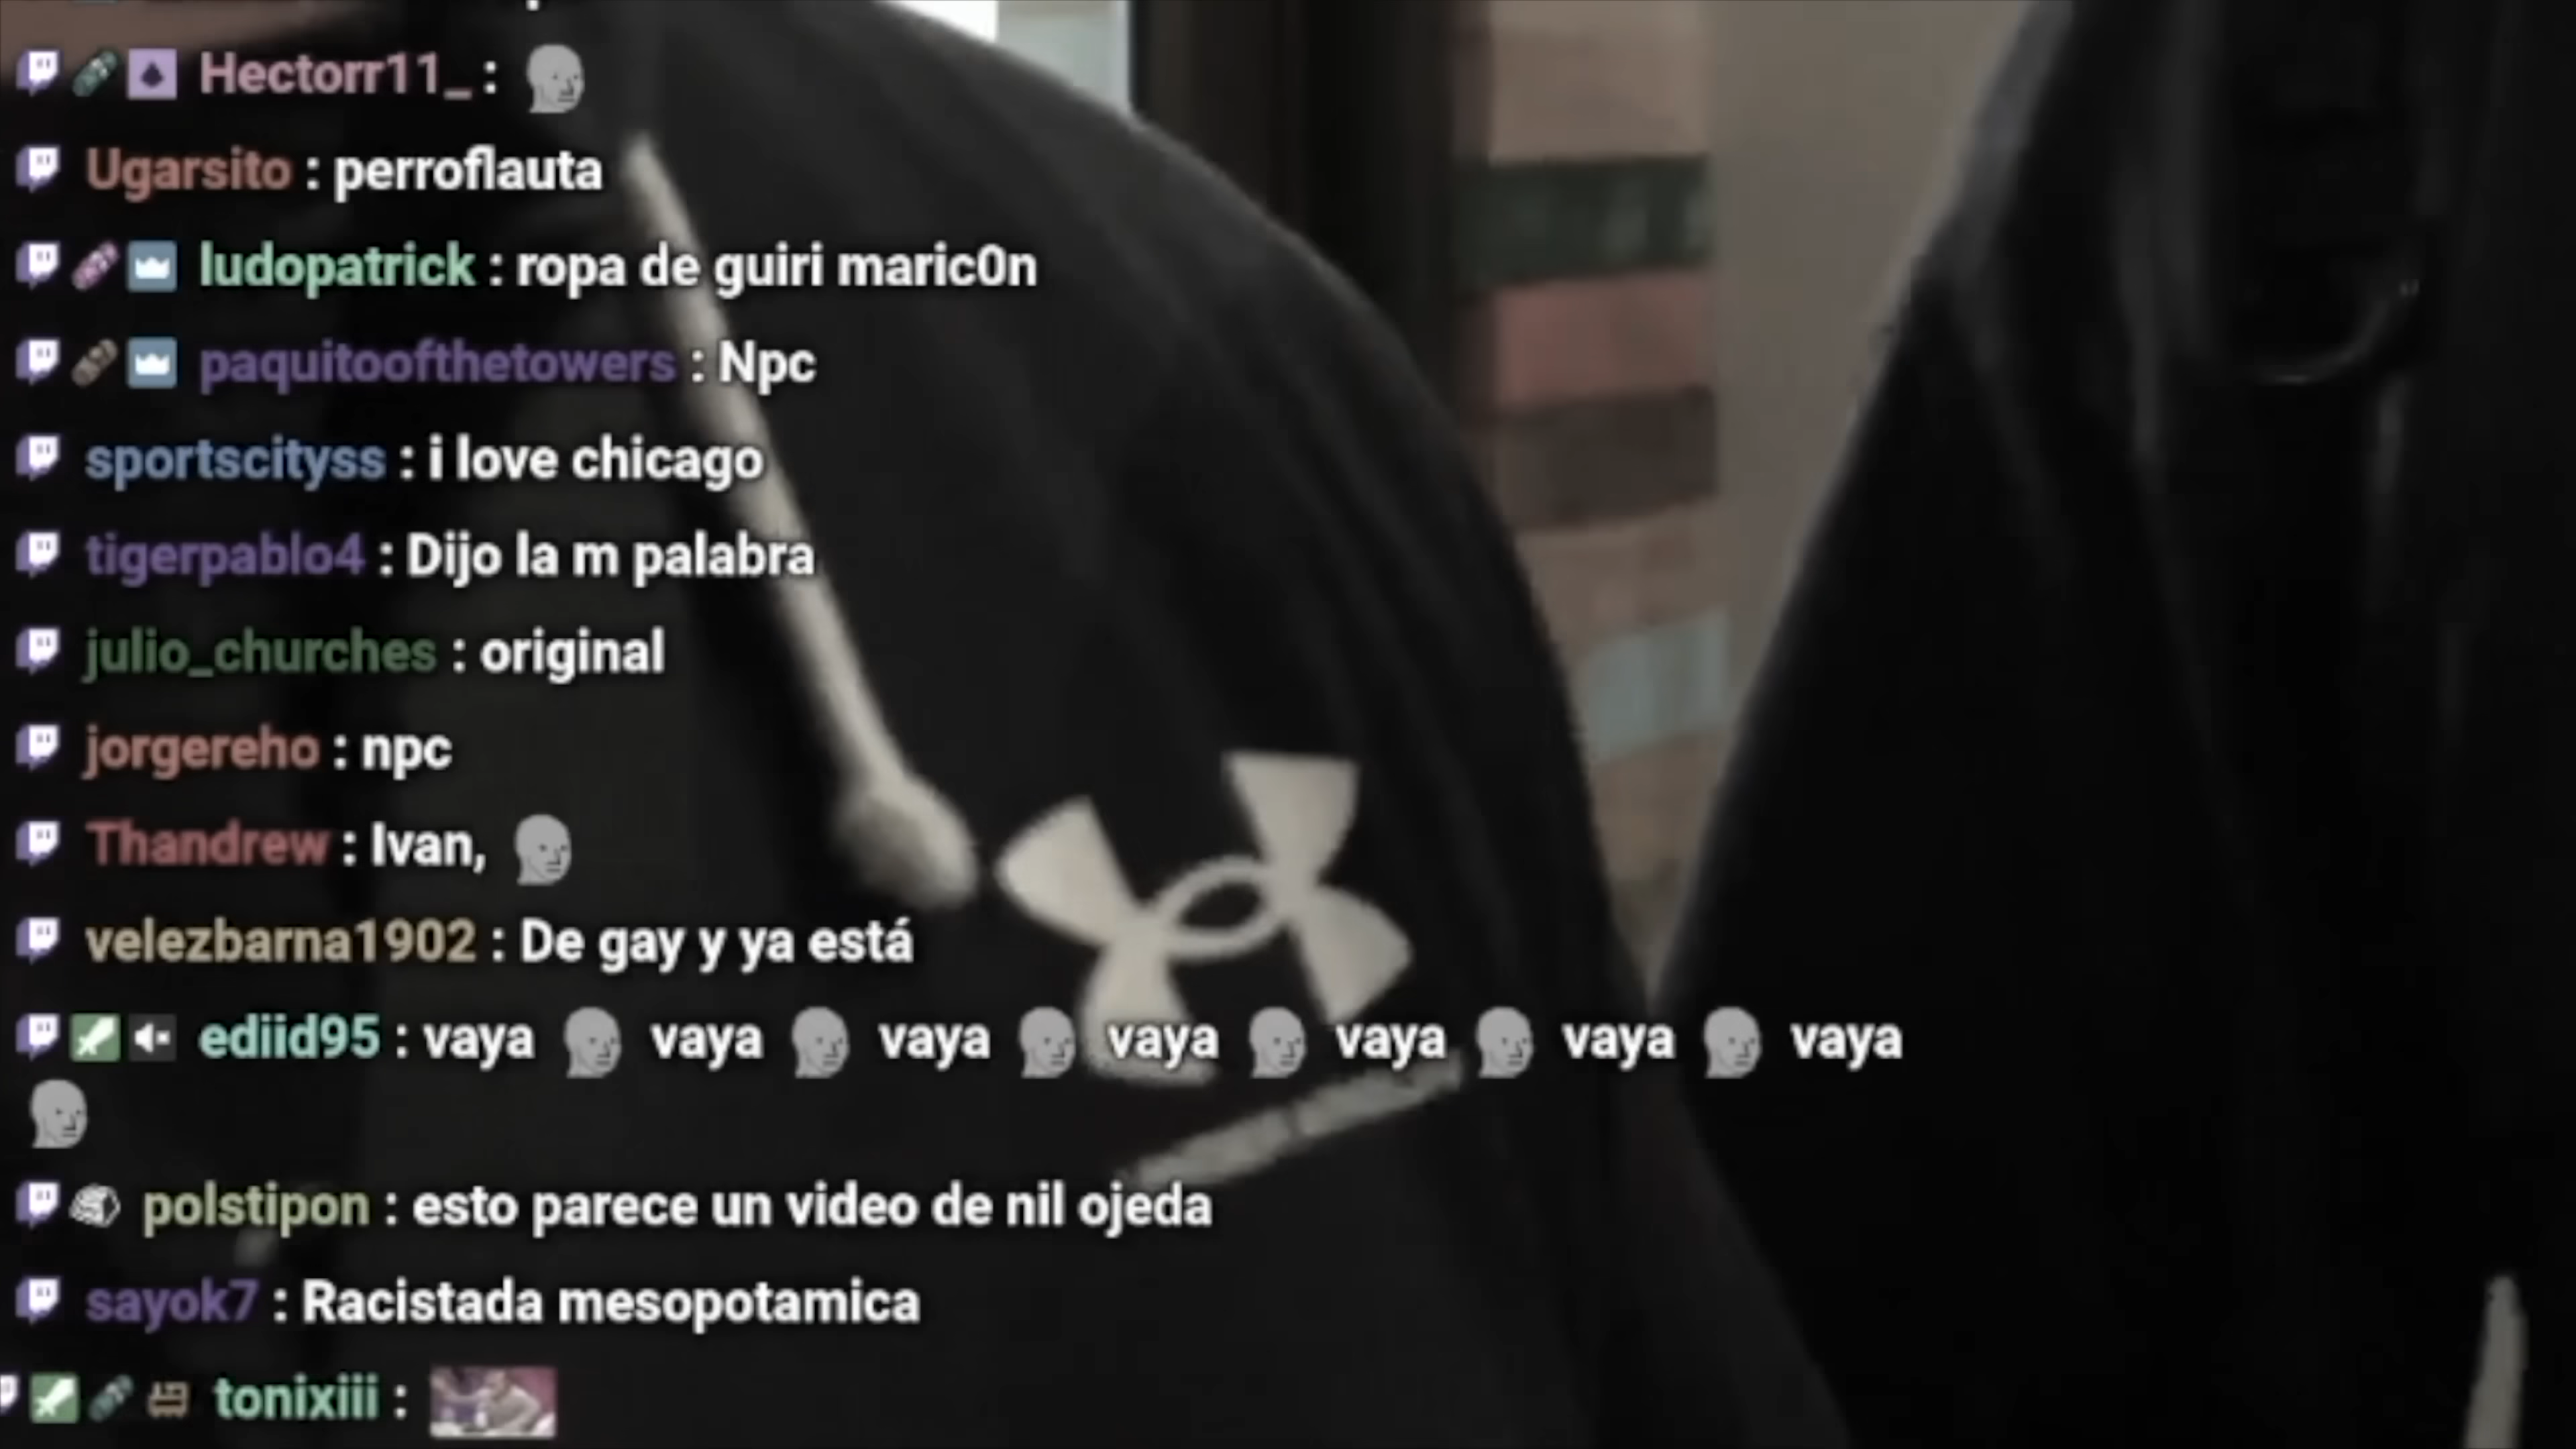 Hectorr11_ :
Ugarsito : perroflauta
ludopatrick : ropa de guiri maric0n
paquitoofthetowers : Npc
sportscityss : i love chicago
tigerpablo4 : Dijo la m palabra
julio_churches : original
jorgereho : npc
Thandrew : Ivan,
velezbarna1902 : De gay y ya está
ediid95 : vaya vaya vaya vaya vaya vaya vaya
polstipon : esto parece un video de nil ojeda
sayok7 : Racistada mesopotamica
tonixiii :